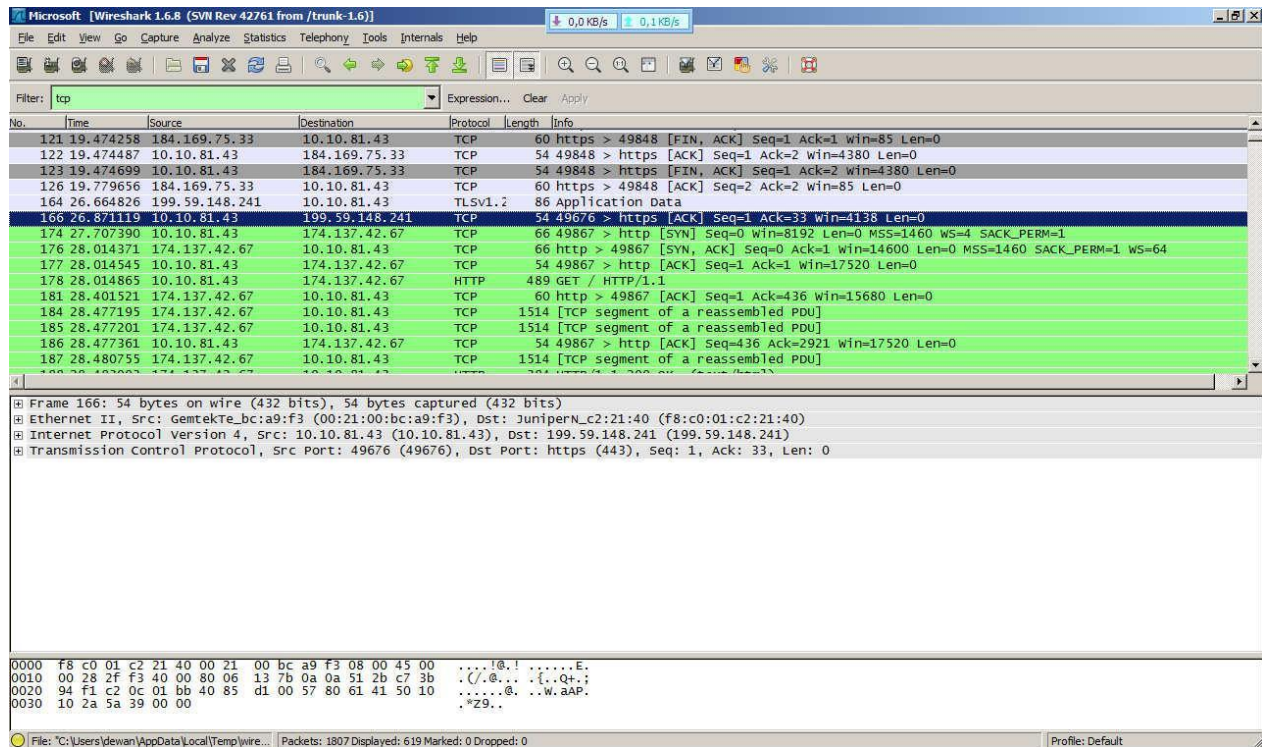 Microsoft [Wireshark 1.6.8 (SVN Rev 42761 from /trunk-1.6)]
0,0 KB/s 0,1 KB/s
File Edit View Go Capture Analyze Statistics Telephony Tools Internals Help
Filter: tcp Expression... Clear Apply
No. Time Source Destination Protocol Length Info
121 19.474258 184.169.75.33 10.10.81.43 TCP 60 https > 49848 [FIN, ACK] Seq=1 Ack=1 Win=85 Len=0
122 19.474487 10.10.81.43 184.169.75.33 TCP 54 49848 > https [ACK] Seq=1 Ack=2 Win=4380 Len=0
123 19.474699 10.10.81.43 184.169.75.33 TCP 54 49848 > https [FIN, ACK] Seq=1 Ack=2 Win=4380 Len=0
126 19.779656 184.169.75.33 10.10.81.43 TCP 60 https > 49848 [ACK] Seq=2 Ack=2 Win=85 Len=0
164 26.664826 199.59.148.241 10.10.81.43 TLSv1.2 86 Application Data
166 26.871119 10.10.81.43 199.59.148.241 TCP 54 49676 > https [ACK] Seq=1 Ack=33 Win=4138 Len=0
174 27.707390 10.10.81.43 174.137.42.67 TCP 66 49867 > http [SYN] Seq=0 Win=8192 Len=0 MSS=1460 WS=4 SACK_PERM=1
176 28.014371 174.137.42.67 10.10.81.43 TCP 66 http > 49867 [SYN, ACK] Seq=0 Ack=1 Win=14600 Len=0 MSS=1460 SACK_PERM=1 WS=64
177 28.014545 10.10.81.43 174.137.42.67 TCP 54 49867 > http [ACK] Seq=1 Ack=1 Win=17520 Len=0
178 28.014865 10.10.81.43 174.137.42.67 HTTP 489 GET / HTTP/1.1
181 28.401521 174.137.42.67 10.10.81.43 TCP 60 http > 49867 [ACK] Seq=1 Ack=436 Win=15680 Len=0
184 28.477195 174.137.42.67 10.10.81.43 TCP 1514 [TCP segment of a reassembled PDU]
185 28.477201 174.137.42.67 10.10.81.43 TCP 1514 [TCP segment of a reassembled PDU]
186 28.477361 10.10.81.43 174.137.42.67 TCP 54 49867 > http [ACK] Seq=436 Ack=2921 Win=17520 Len=0
187 28.480755 174.137.42.67 10.10.81.43 TCP 1514 [TCP segment of a reassembled PDU]
Frame 166: 54 bytes on wire (432 bits), 54 bytes captured (432 bits)
Ethernet II, Src: GemtekTe_bc:a9:f3 (00:21:00:bc:a9:f3), Dst: JuniperN_c2:21:40 (f8:c0:01:c2:21:40)
Internet Protocol Version 4, Src: 10.10.81.43 (10.10.81.43), Dst: 199.59.148.241 (199.59.148.241)
Transmission Control Protocol, Src Port: 49676 (49676), Dst Port: https (443), Seq: 1, Ack: 33, Len: 0
0000 f8 c0 01 c2 21 40 00 21 00 bc a9 f3 08 00 45 00 ....!@.! ......E.
0010 00 28 2f f3 40 00 80 06 13 7b 0a 0a 51 2b c7 3b .(/.@... .{..Q+.;
0020 94 f1 c2 0c 01 bb 40 85 d1 00 57 80 61 41 50 10 ......@. ..W.aAP.
0030 10 2a 5a 39 00 00 .*Z9..
File: "C:\Users\dewan\AppData\Local\Temp\wire... Packets: 1807 Displayed: 619 Marked: 0 Dropped: 0 Profile: Default